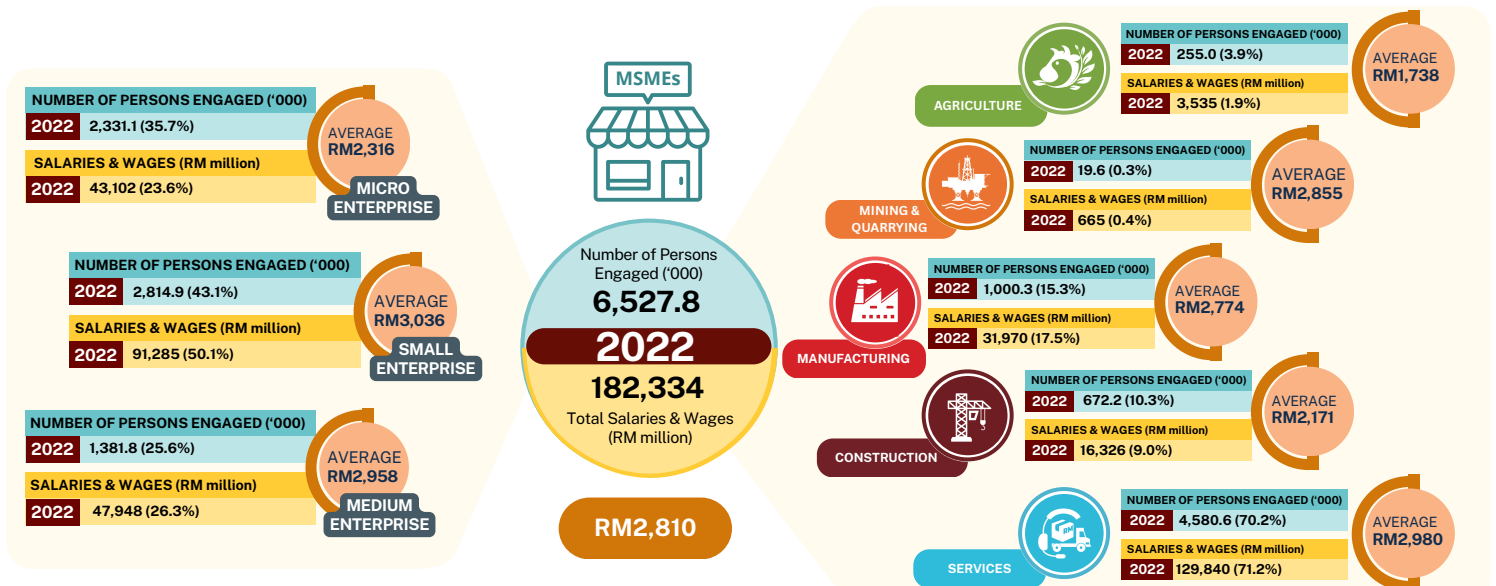 NUMBER OF PERSONS ENGAGED (‘000)
2022 2,331.1 (35.7%)
SALARIES & WAGES (RM million)
2022 43,102 (23.6%)
AVERAGE
RM2,316
MICRO
ENTERPRISE
NUMBER OF PERSONS ENGAGED (‘000)
2022 2,814.9 (43.1%)
SALARIES & WAGES (RM million)
2022 91,285 (50.1%)
AVERAGE
RM3,036
SMALL
ENTERPRISE
NUMBER OF PERSONS ENGAGED (‘000)
2022 1,381.8 (25.6%)
SALARIES & WAGES (RM million)
2022 47,948 (26.3%)
AVERAGE
RM2,958
MEDIUM
ENTERPRISE
MSMEs
Number of Persons
Engaged (‘000)
6,527.8
2022
182,334
Total Salaries & Wages
(RM million)
RM2,810
AGRICULTURE
NUMBER OF PERSONS ENGAGED (‘000)
2022 255.0 (3.9%)
SALARIES & WAGES (RM million)
2022 3,535 (1.9%)
AVERAGE
RM1,738
MINING &
QUARRYING
NUMBER OF PERSONS ENGAGED (‘000)
2022 19.6 (0.3%)
SALARIES & WAGES (RM million)
2022 665 (0.4%)
AVERAGE
RM2,855
MANUFACTURING
NUMBER OF PERSONS ENGAGED (‘000)
2022 1,000.3 (15.3%)
SALARIES & WAGES (RM million)
2022 31,970 (17.5%)
AVERAGE
RM2,774
CONSTRUCTION
NUMBER OF PERSONS ENGAGED (‘000)
2022 672.2 (10.3%)
SALARIES & WAGES (RM million)
2022 16,326 (9.0%)
AVERAGE
RM2,171
SERVICES
RM
NUMBER OF PERSONS ENGAGED (‘000)
2022 4,580.6 (70.2%)
SALARIES & WAGES (RM million)
2022 129,840 (71.2%)
AVERAGE
RM2,980